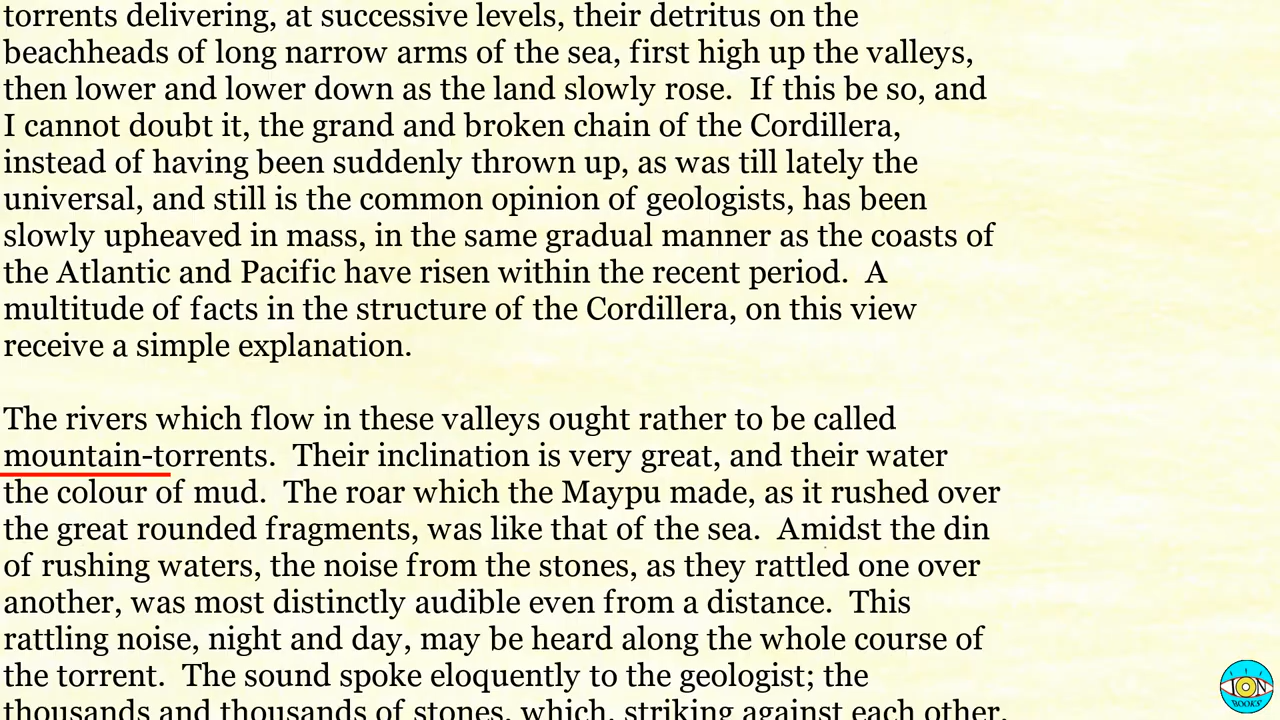 torrents delivering, at successive levels, their detritus on the
beachheads of long narrow arms of the sea, first high up the valleys,
then lower and lower down as the land slowly rose.  If this be so, and
I cannot doubt it, the grand and broken chain of the Cordillera,
instead of having been suddenly thrown up, as was till lately the
universal, and still is the common opinion of geologists, has been
slowly upheaved in mass, in the same gradual manner as the coasts of
the Atlantic and Pacific have risen within the recent period.  A
multitude of facts in the structure of the Cordillera, on this view
receive a simple explanation.
The rivers which flow in these valleys ought rather to be called
mountain-torrents.  Their inclination is very great, and their water
the colour of mud.  The roar which the Maypu made, as it rushed over
the great rounded fragments, was like that of the sea.  Amidst the din
of rushing waters, the noise from the stones, as they rattled one over
another, was most distinctly audible even from a distance.  This
rattling noise, night and day, may be heard along the whole course of
the torrent.  The sound spoke eloquently to the geologist; the
thousands and thousands of stones, which, striking against each other,
ION
BOOKS